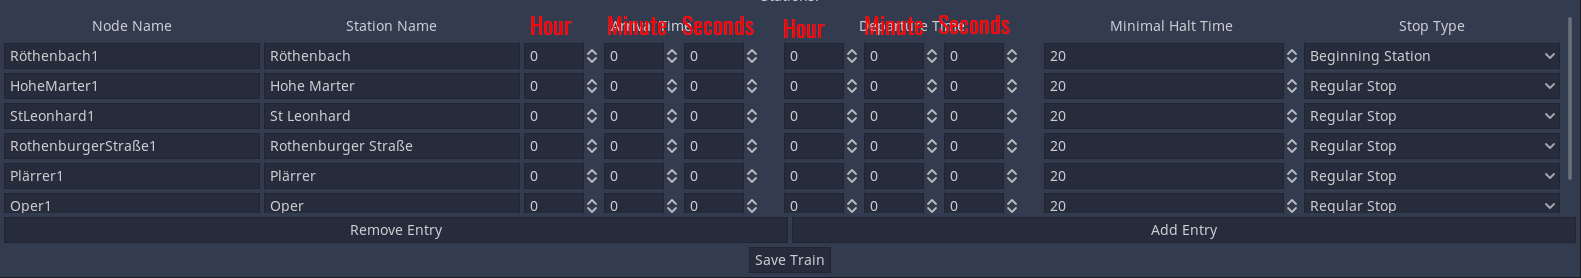 Node Name Station Name Arrival Time Departure Time Minimal Halt Time Stop Type
Hour Minute Seconds Hour Minute Seconds
Röthenbach1 Röthenbach 0 0 0 0 0 0 20 Beginning Station
HoheMarter1 Hohe Marter 0 0 0 0 0 0 20 Regular Stop
StLeonhard1 St Leonhard 0 0 0 0 0 0 20 Regular Stop
RothenburgerStraße1 Rothenburger Straße 0 0 0 0 0 0 20 Regular Stop
Plärrer1 Plärrer 0 0 0 0 0 0 20 Regular Stop
Oper1 Oper 0 0 0 0 0 0 20 Regular Stop
Remove Entry Add Entry
Save Train